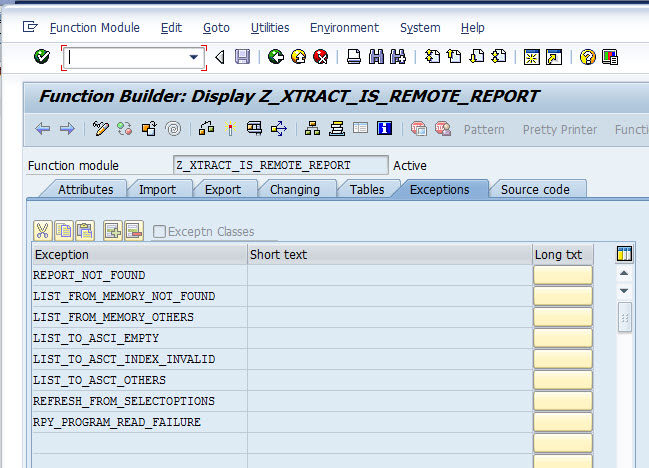 Function Module Edit Goto Utilities Environment System Help
Function Builder: Display Z_XTRACT_IS_REMOTE_REPORT
Pattern Pretty Printer Functi
Function module Z_XTRACT_IS_REMOTE_REPORT Active
Attributes Import Export Changing Tables Exceptions Source code
Exceptn Classes
Exception Short text Long txt
REPORT_NOT_FOUND
LIST_FROM_MEMORY_NOT_FOUND
LIST_FROM_MEMORY_OTHERS
LIST_TO_ASCI_EMPTY
LIST_TO_ASCT_INDEX_INVALID
LIST_TO_ASCT_OTHERS
REFRESH_FROM_SELECTOPTIONS
RPY_PROGRAM_READ_FAILURE